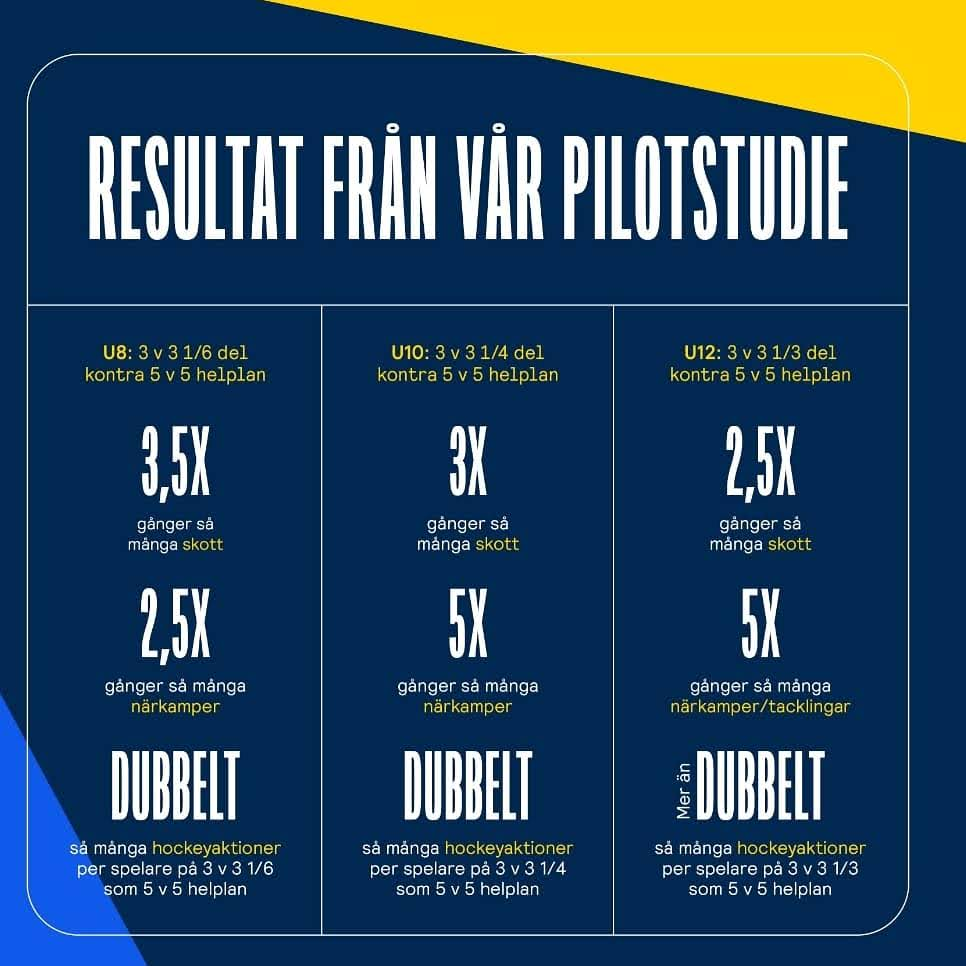 RESULTAT FRÅN VÅR PILOTSTUDIE
U8: 3 v 3 1/6 del
kontra 5 v 5 helplan
3,5X
gånger så
många skott
2,5X
gånger så många
närkamper
DUBBELT
så många hockeyaktioner
per spelare på 3 v 3 1/6
som 5 v 5 helplan
U10: 3 v 3 1/4 del
kontra 5 v 5 helplan
3X
gånger så
många skott
5X
gånger så många
närkamper
DUBBELT
så många hockeyaktioner
per spelare på 3 v 3 1/4
som 5 v 5 helplan
U12: 3 v 3 1/3 del
kontra 5 v 5 helplan
2,5X
gånger så
många skott
5X
gånger så många
närkamper/tacklingar
Mer än DUBBELT
så många hockeyaktioner
per spelare på 3 v 3 1/3
som 5 v 5 helplan